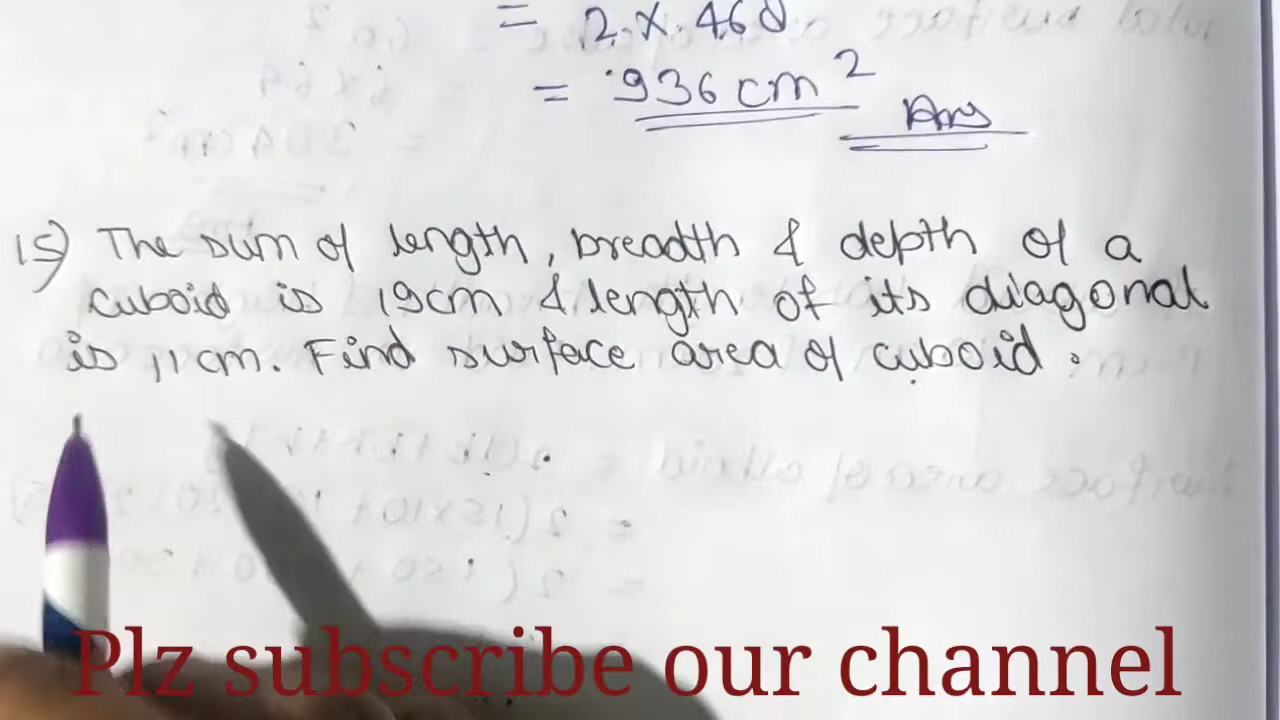 = 2 × 468
= 936 cm²
Ans
15) The sum of length, breadth & depth of a
cuboid is 19cm & length of its diagonal
is 11 cm. Find surface area of cuboid.
Plz subscribe our channel